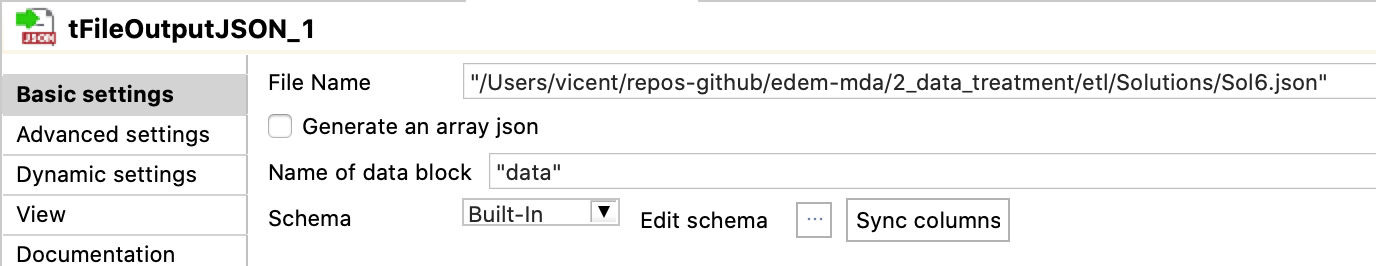 JSON
tFileOutputJSON_1
Basic settings
Advanced settings
Dynamic settings
View
Documentation
File Name "/Users/vicent/repos-github/edem-mda/2_data_treatment/etl/Solutions/Sol6.json"
Generate an array json
Name of data block "data"
Schema Built-In Edit schema ... Sync columns